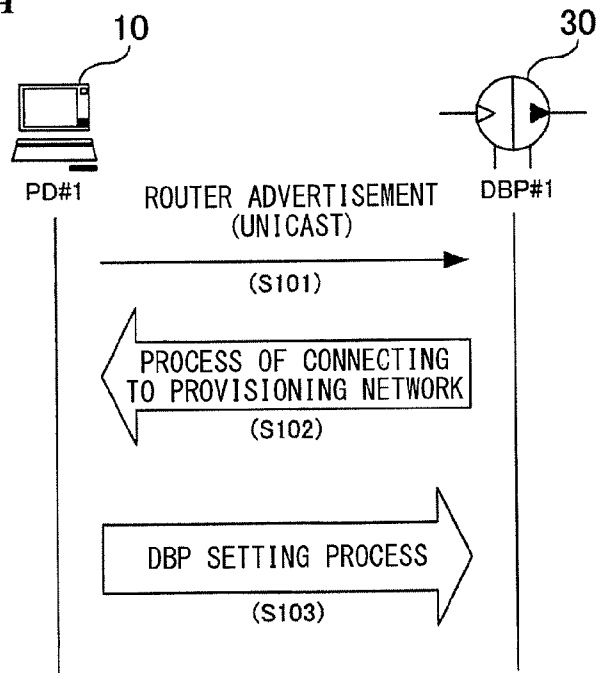 10
30
PD#1
DBP#1
ROUTER ADVERTISEMENT
(UNICAST)
(S101)
PROCESS OF CONNECTING
TO PROVISIONING NETWORK
(S102)
DBP SETTING PROCESS
(S103)